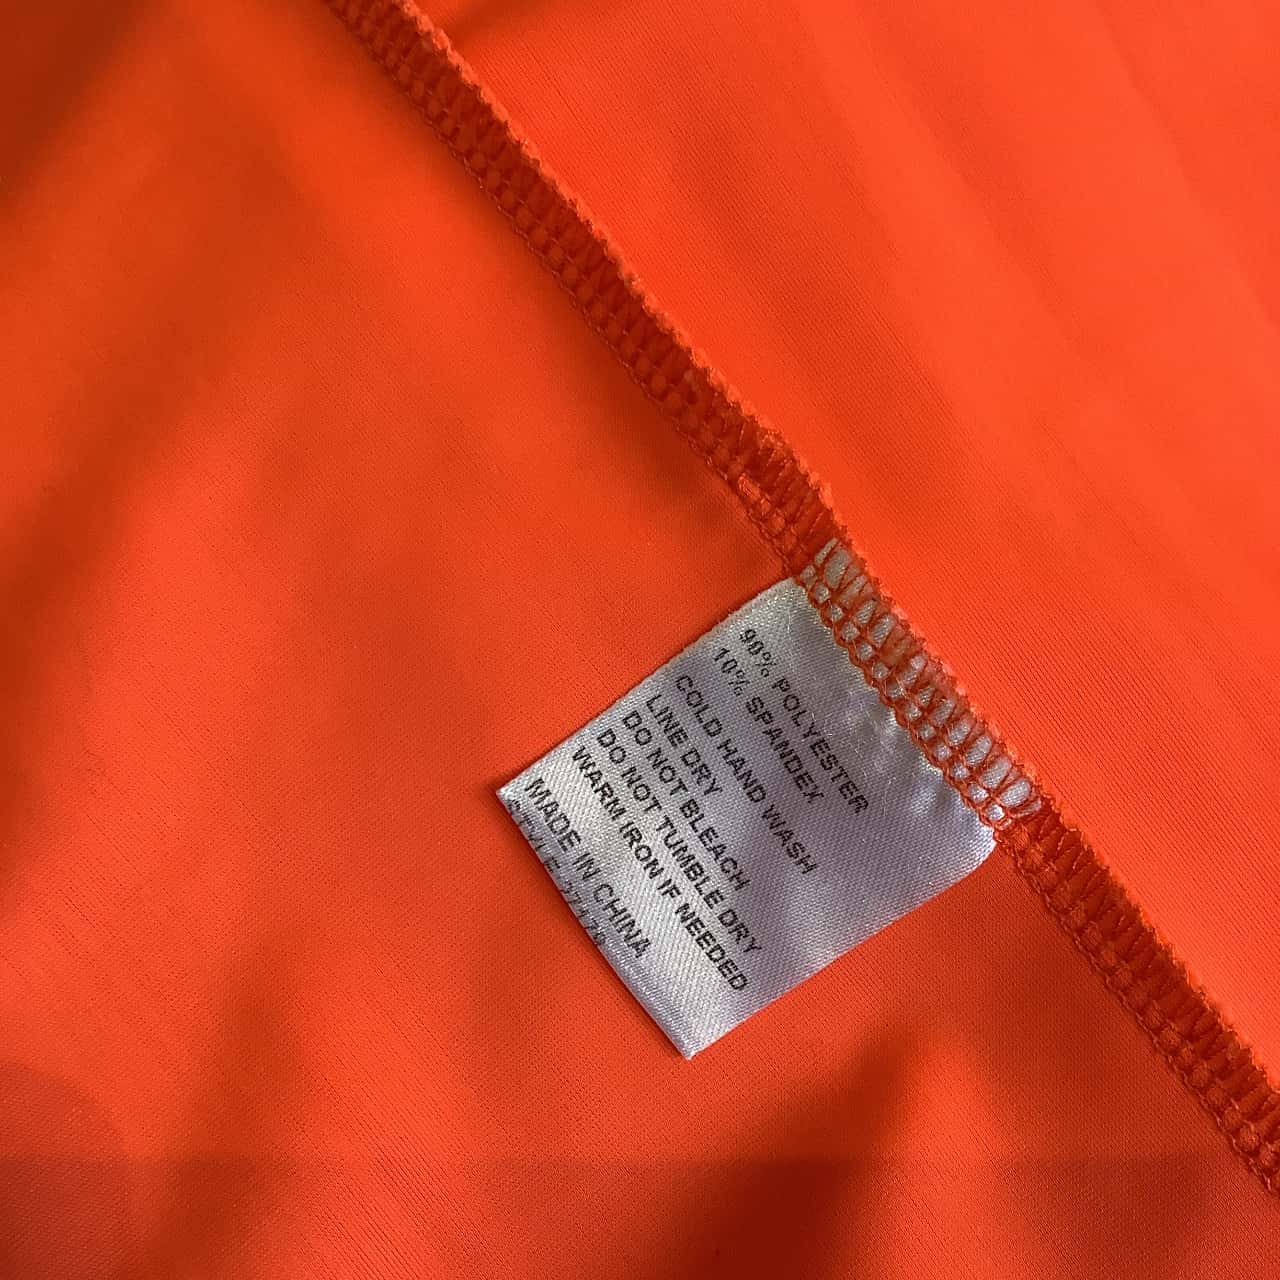 90% POLYESTER
10% SPANDEX
COLD HAND WASH
LINE DRY
DO NOT BLEACH
DO NOT TUMBLE DRY
WARM IRON IF NEEDED
MADE IN CHINA
STYLE